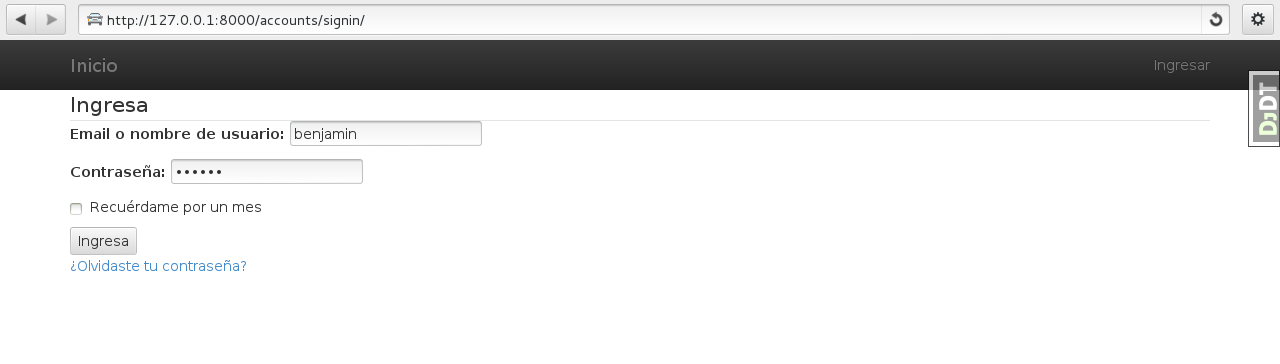 http://127.0.0.1:8000/accounts/signin/
Inicio
Ingresar
DjDT
Ingresa
Email o nombre de usuario: benjamin
Contraseña: ••••••
Recuérdame por un mes
Ingresa
¿Olvidaste tu contraseña?